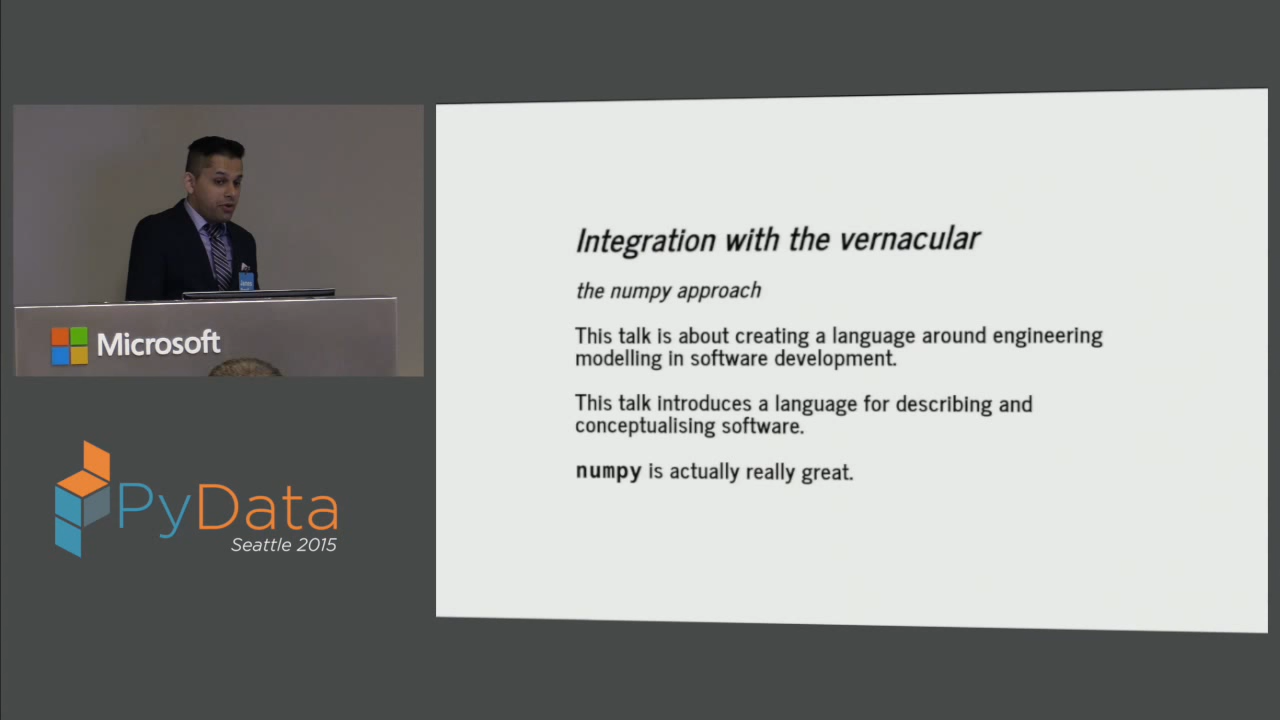 Microsoft
PyData
Seattle 2015
Integration with the vernacular
the numpy approach
This talk is about creating a language around engineering
modelling in software development.
This talk introduces a language for describing and
conceptualising software.
numpy is actually really great.